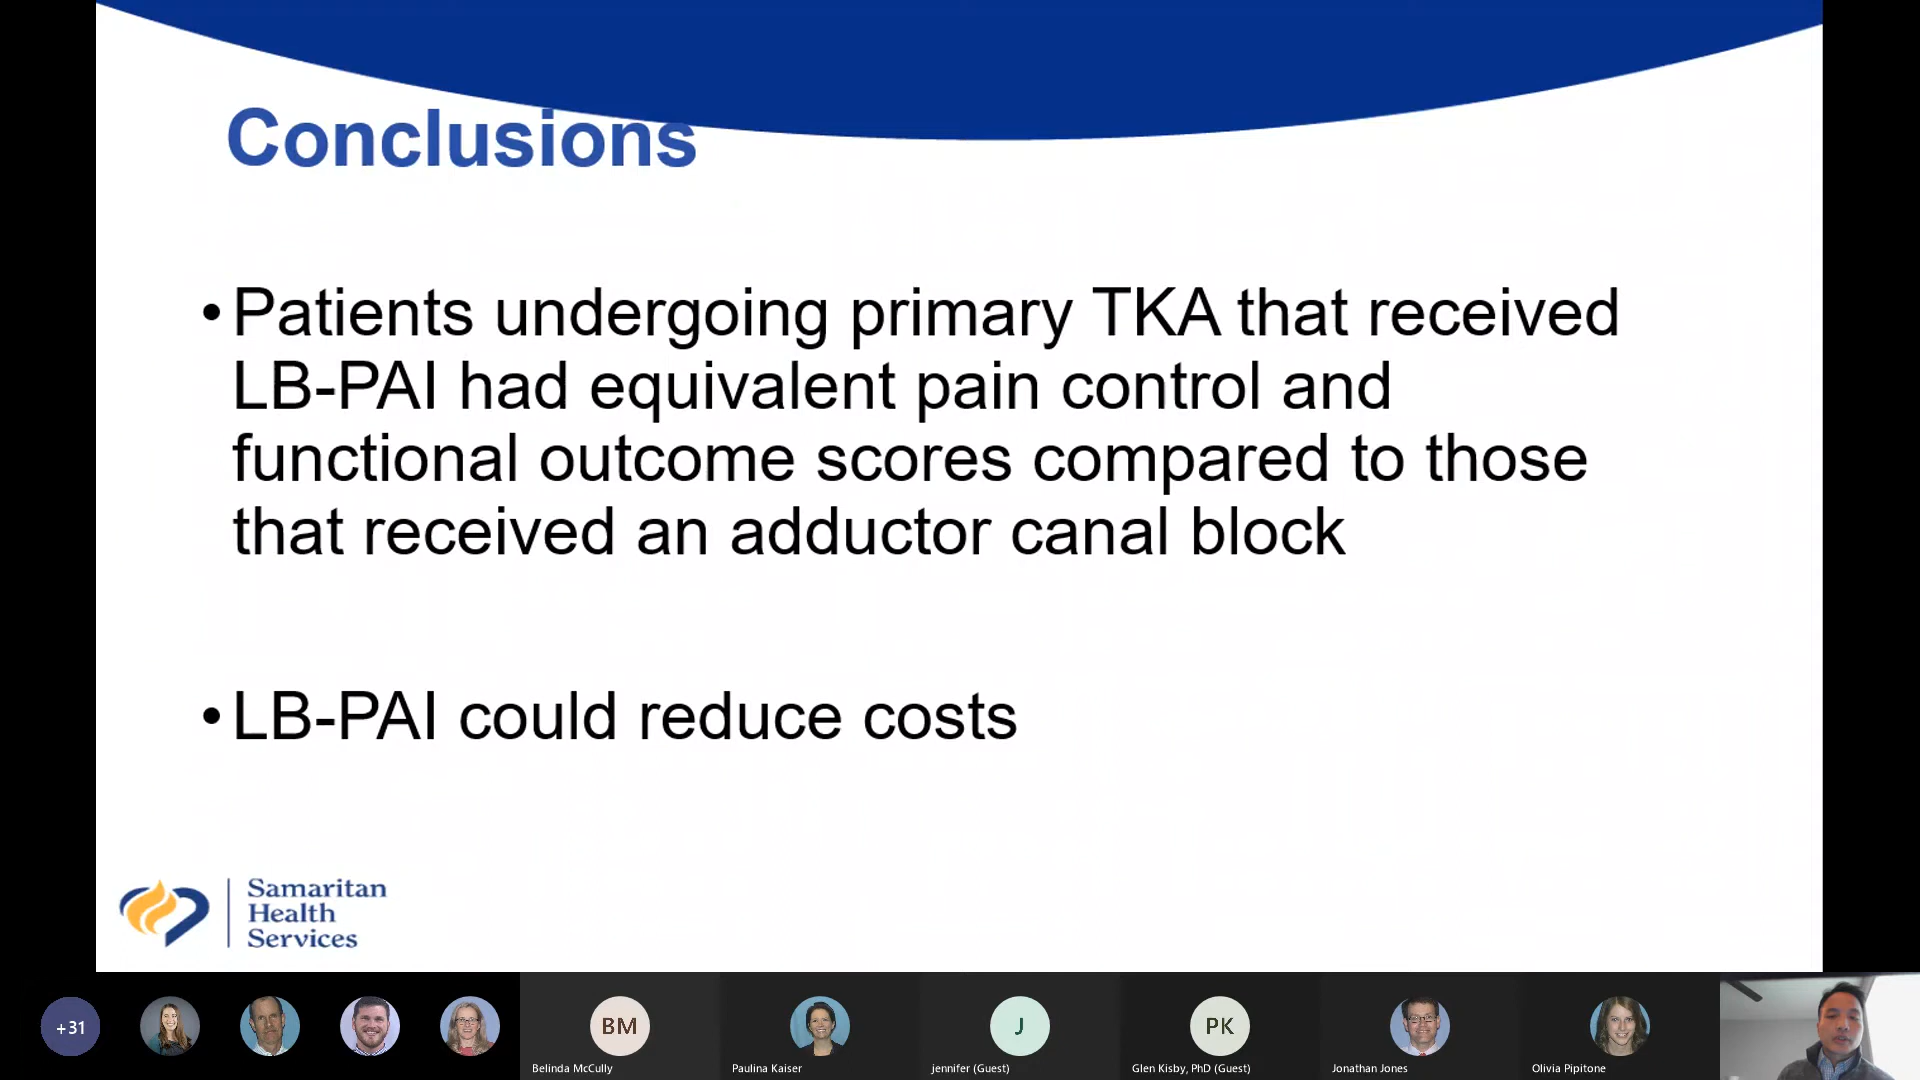 Conclusions
• Patients undergoing primary TKA that received
LB-PAI had equivalent pain control and
functional outcome scores compared to those
that received an adductor canal block
• LB-PAI could reduce costs
Samaritan
Health
Services
+31
BM
J
PK
Belinda McCully
Paulina Kaiser
jennifer (Guest)
Glen Kisby, PhD (Guest)
Jonathan Jones
Olivia Pipitone